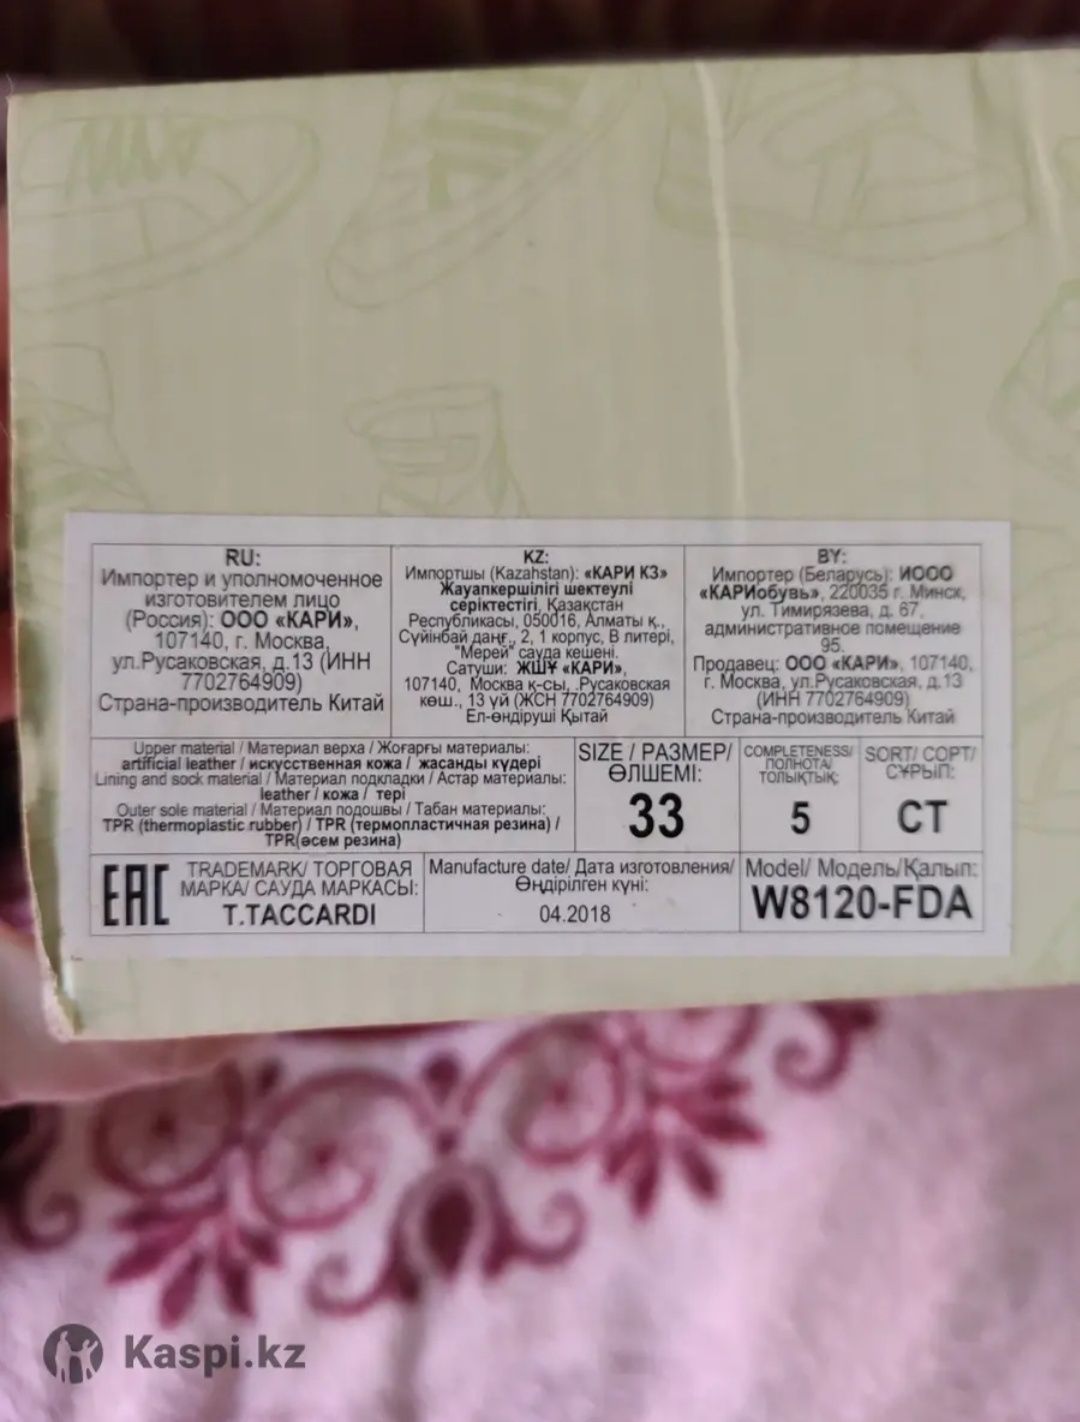 RU:
Импортер и уполномоченное
изготовителем лицо
(Россия): ООО «КАРИ»,
107140, г. Москва,
ул.Русаковская, д.13 (ИНН
7702764909)
Страна-производитель Китай
KZ:
Импортшы (Kazahstan): «КАРИ КЗ»
Жауапкершілігі шектеулі
серіктестігі, Қазақстан
Республикасы, 050016, Алматы қ.,
Сүйінбай даңғ., 2, 1 корпус, В литері,
"Мерей" сауда кешені.
Сатуши: ЖШҰ «КАРИ»,
107140, Москва қ-сы, .Русаковская
көш., 13 үй (ЖСН 7702764909)
Ел-өндіруші Қытай
BY:
Импортер (Беларусь): ИООО
«КАРИобувь», 220035 г. Минск,
ул. Тимирязева, д. 67,
административное помещение
95.
Продавец: ООО «КАРИ», 107140,
г. Москва, ул.Русаковская, д.13
(ИНН 7702764909)
Страна-производитель Китай
Upper material / Материал верха / Жоғарғы материалы:
artificial leather / искусственная кожа / жасанды күдері
Lining and sock material / Материал подкладки / Астар материалы:
leather / кожа / тері
Outer sole material / Материал подошвы / Табан материалы:
TPR (thermoplastic rubber) / TPR (термопластичная резина) /
TPR(әсем резина)
SIZE / РАЗМЕР/
ӨЛШЕМІ:
33
COMPLETENESS/
ПОЛНОТА/
ТОЛЫҚТЫҚ:
5
SORT/ СОРТ/
СҰРЫП:
СТ
EAC
TRADEMARK/ ТОРГОВАЯ
МАРКА/ САУДА МАРКАСЫ:
T.TACCARDI
Manufacture date/ Дата изготовления/
Өндірілген күні:
04.2018
Model/ Модель/Қалып:
W8120-FDA
Kaspi.kz